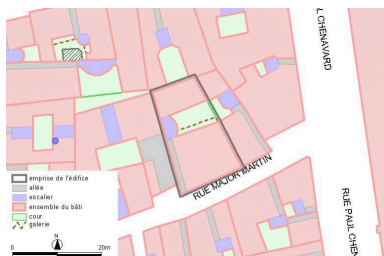 L CHENAVARD
RUE MAJOR MARTIN
RUE PAUL CHEN
emprise de l'édifice
allée
escalier
ensemble du bâti
cour
galerie
N
0 20m